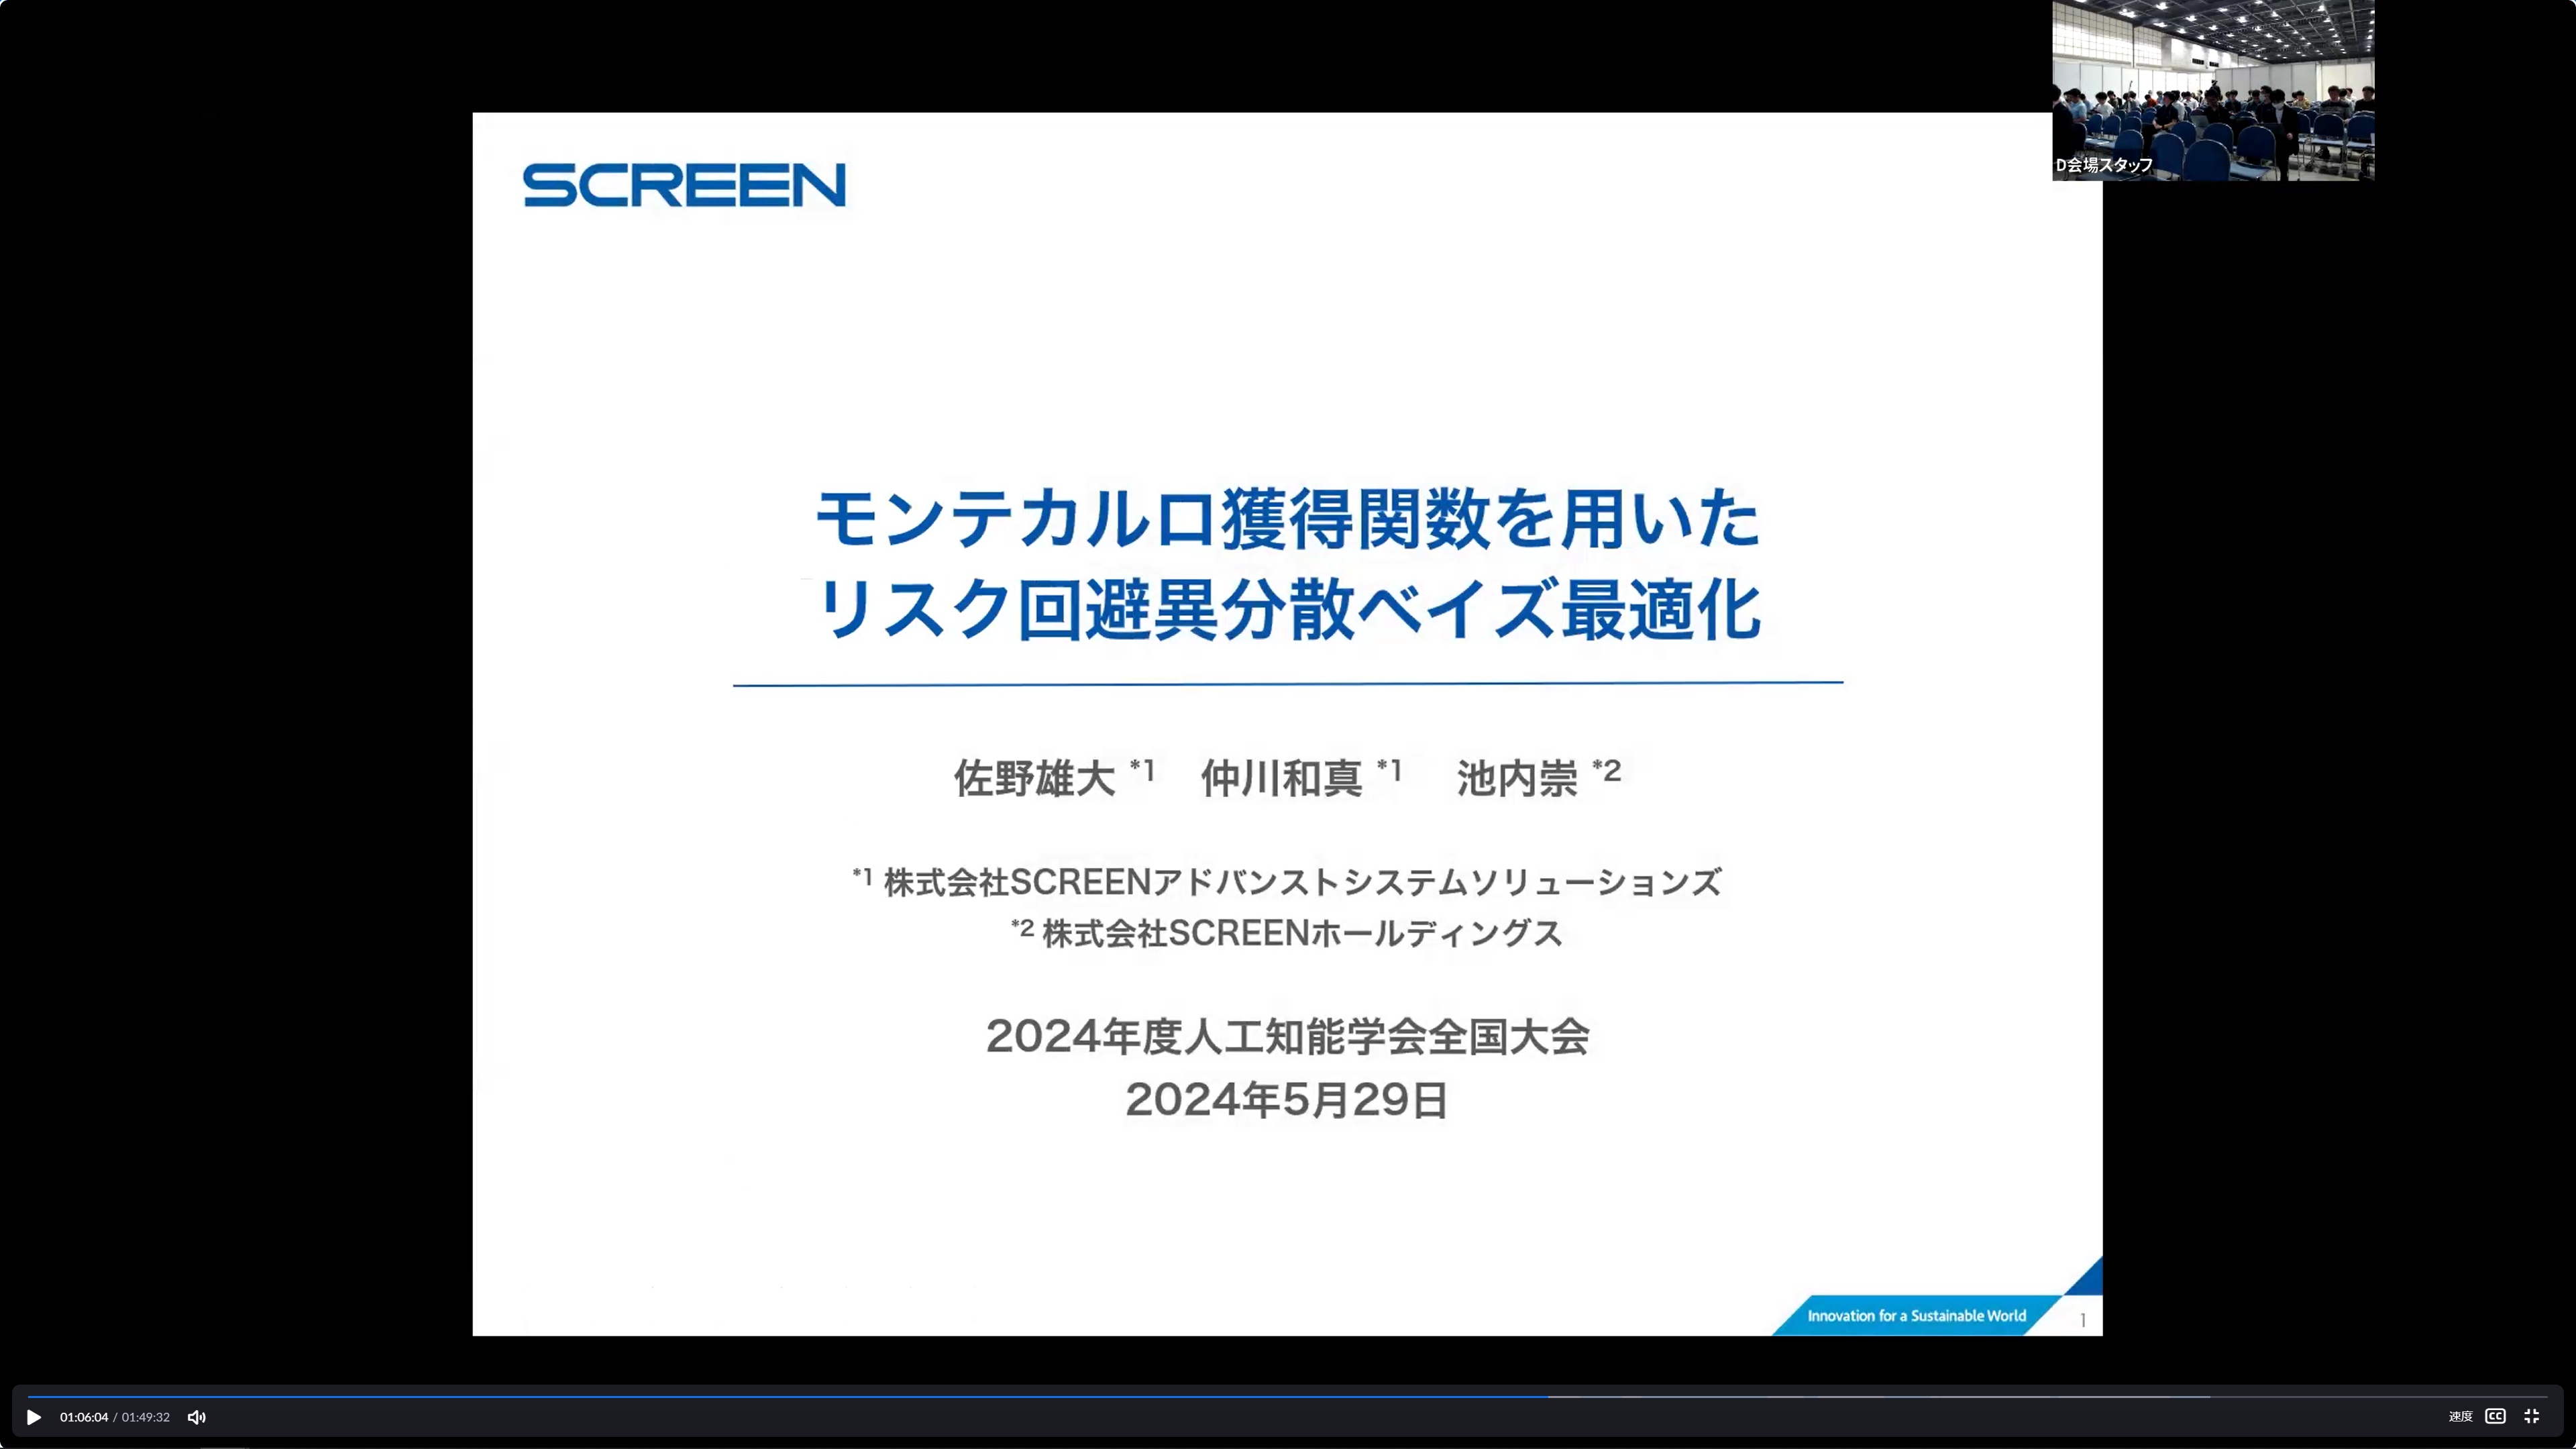 D会場スタッフ
SCREEN
モンテカルロ獲得関数を用いた
リスク回避異分散ベイズ最適化
佐野雄大 *1 仲川和真 *1 池内崇 *2
*1 株式会社SCREENアドバンストシステムソリューションズ
*2 株式会社SCREENホールディングス
2024年度人工知能学会全国大会
2024年5月29日
Innovation for a Sustainable World
1
01:06:04 / 01:49:32
速度
CC